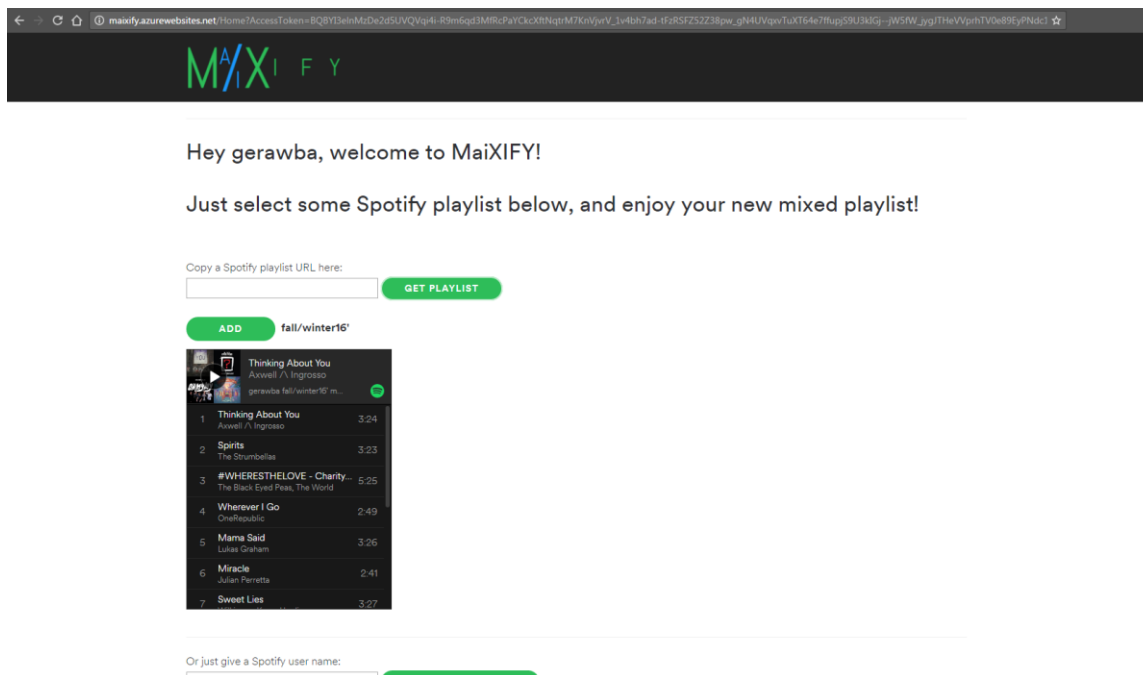 maixify.azurewebsites.net/Home?AccessToken=
MAIXIFY
Hey gerawba, welcome to MaiXIFY!
Just select some Spotify playlist below, and enjoy your new mixed playlist!
Copy a Spotify playlist URL here:
GET PLAYLIST
ADD fall/winter16'
Thinking About You
Axwell /\ Ingrosso
gerawba fall/winter16' m...
1 Thinking About You 3:24
Axwell /\ Ingrosso
2 Spirits 3:23
The Strumbellas
3 #WHERESTHELOVE - Charity... 5:25
The Black Eyed Peas, The World
4 Wherever I Go 2:49
OneRepublic
5 Mama Said 3:26
Lukas Graham
6 Miracle 2:41
Julian Perretta
7 Sweet Lies 3:27
Or just give a Spotify user name: